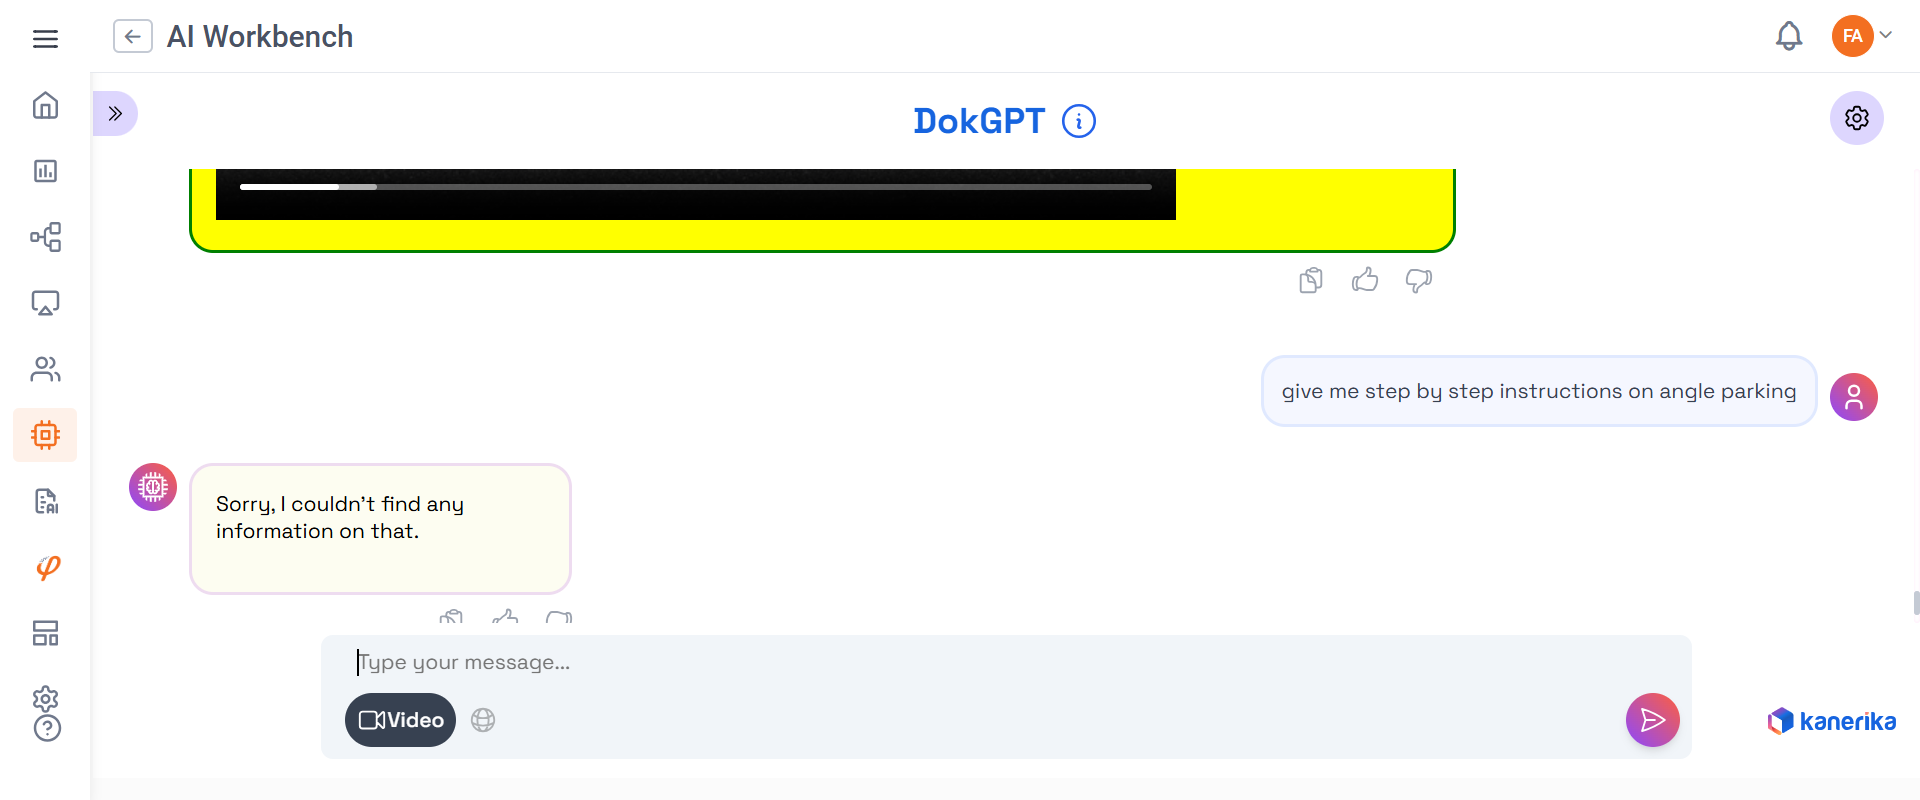 AI Workbench
FA
DokGPT
give me step by step instructions on angle parking
Sorry, I couldn't find any
information on that.
Type your message...
Video
kanerika